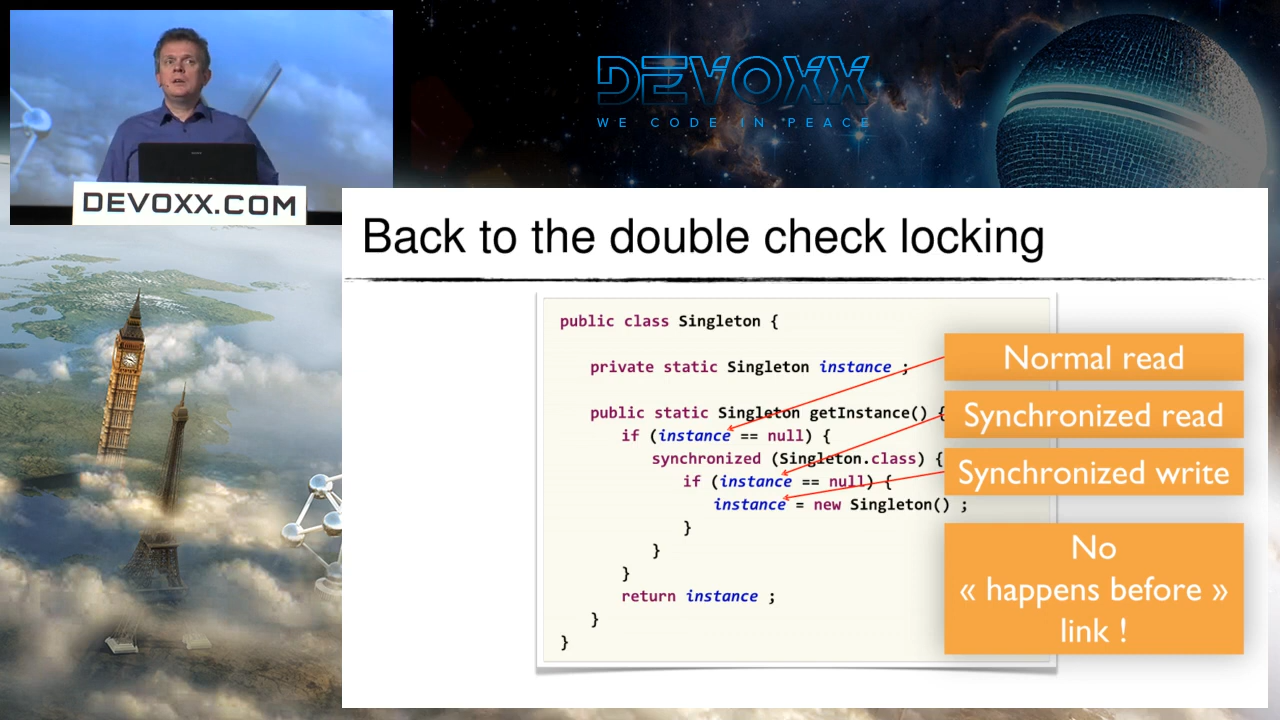 DEVOXX
WE CODE IN PEACE
DEVOXX.COM
Back to the double check locking
public class Singleton {
private static Singleton instance ;
public static Singleton getInstance() {
if (instance == null) {
synchronized (Singleton.class) {
if (instance == null) {
instance = new Singleton() ;
}
}
}
return instance ;
}
}
Normal read
Synchronized read
Synchronized write
No
« happens before »
link !